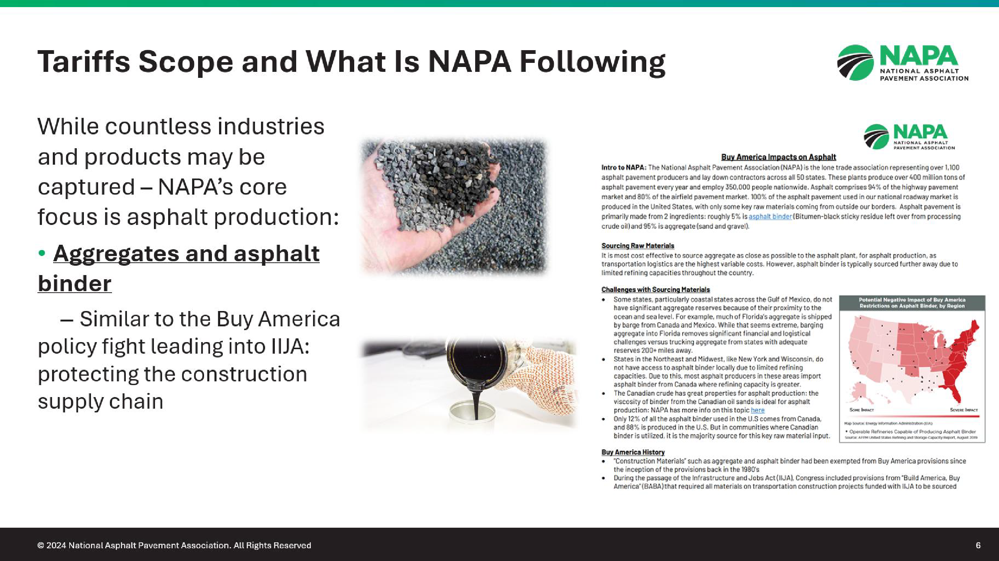 Tariffs Scope and What Is NAPA Following
NAPA
NATIONAL ASPHALT
PAVEMENT ASSOCIATION
While countless industries
and products may be
captured – NAPA’s core
focus is asphalt production:
• Aggregates and asphalt
binder
– Similar to the Buy America
policy fight leading into IIJA:
protecting the construction
supply chain
NAPA
NATIONAL ASPHALT
PAVEMENT ASSOCIATION
Buy America Impacts on Asphalt
Intro to NAPA: The National Asphalt Pavement Association (NAPA) is the lone trade association representing over 1,100
asphalt pavement producers and lay down contractors across all 50 states. These plants produce over 400 million tons of
asphalt pavement every year and employ 350,000 people nationwide. Asphalt comprises 94% of the highway pavement
market and 80% of the airfield pavement market. 100% of the asphalt pavement used in our national roadway market is
produced in the United States, with only some key raw materials coming from outside our borders. Asphalt pavement is
primarily made from 2 ingredients: roughly 5% is asphalt binder (Bitumen-black sticky residue left over from processing
crude oil) and 95% is aggregate (sand and gravel).
Sourcing Raw Materials
It is most cost effective to source aggregate as close as possible to the asphalt plant, for asphalt production, as
transportation logistics are the highest variable costs. However, asphalt binder is typically sourced further away due to
limited refining capacities throughout the country.
Challenges with Sourcing Materials
• Some states, particularly coastal states across the Gulf of Mexico, do not
have significant aggregate reserves because of their proximity to the
ocean and sea level. For example, much of Florida's aggregate is shipped
by barge from Canada and Mexico. While that seems extreme, barging
aggregate into Florida removes significant financial and logistical
challenges versus trucking aggregate from states with adequate
reserves 200+ miles away.
• States in the Northeast and Midwest, like New York and Wisconsin, do
not have access to asphalt binder locally due to limited refining
capacities. Due to this, most asphalt producers in these areas import
asphalt binder from Canada where refining capacity is greater.
• The Canadian crude has great properties for asphalt production: the
viscosity of binder from the Canadian oil sands is ideal for asphalt
production: NAPA has more info on this topic here
• Only 12% of all the asphalt binder used in the U.S comes from Canada,
and 88% is produced in the U.S. But in communities where Canadian
binder is utilized, it is the majority source for this key raw material input.
Potential Negative Impact of Buy America
Restrictions on Asphalt Binder, by Region
SOME IMPACT
SEVERE IMPACT
Map Source: Energy Information Administration (EIA)
• Operable Refineries Capable of Producing Asphalt Binder
Source: AFPM United States Refining and Storage Capacity Report, August 2019
Buy America History
• "Construction Materials" such as aggregate and asphalt binder had been exempted from Buy America provisions since
the inception of the provisions back in the 1980's
• During the passage of the Infrastructure and Jobs Act (IIJA), Congress included provisions from "Build America, Buy
America" (BABA) that required all materials on transportation construction projects funded with IIJA to be sourced
© 2024 National Asphalt Pavement Association. All Rights Reserved
6